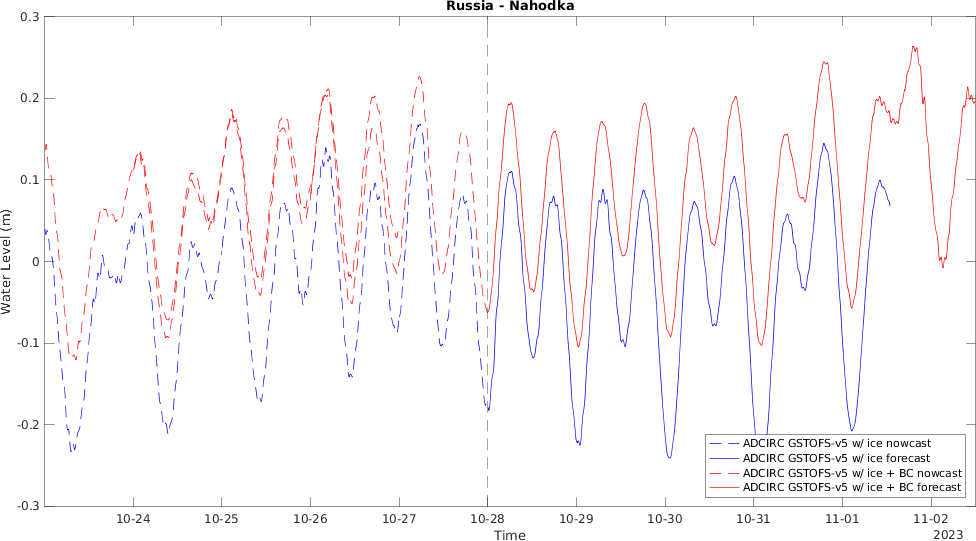 Russia - Nahodka
0.3
0.2
0.1
0
-0.1
-0.2
-0.3
Water Level (m)
10-24 10-25 10-26 10-27 10-28 10-29 10-30 10-31 11-01 11-02
Time
2023
ADCIRC GSTOFS-v5 w/ ice nowcast
ADCIRC GSTOFS-v5 w/ ice forecast
ADCIRC GSTOFS-v5 w/ ice + BC nowcast
ADCIRC GSTOFS-v5 w/ ice + BC forecast